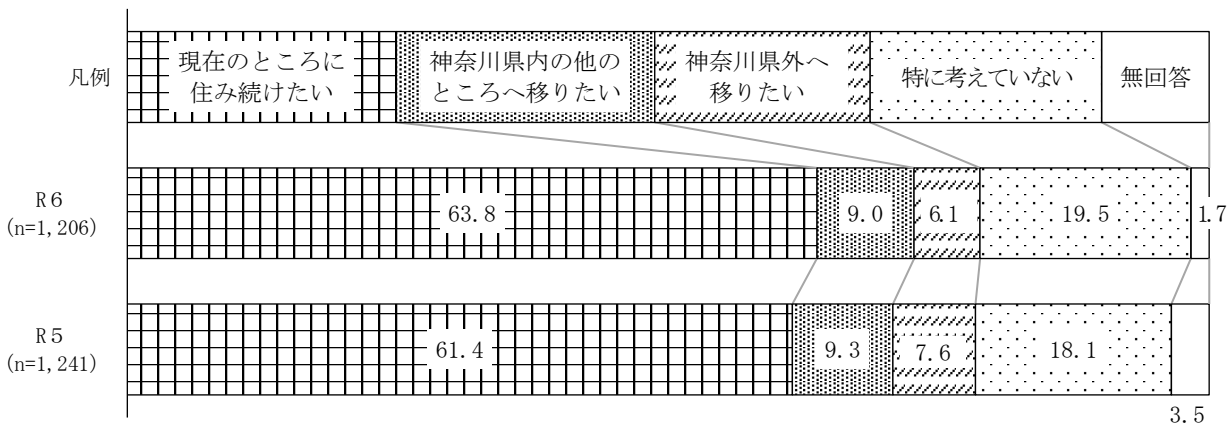 凡例
現在のところに
住み続けたい
神奈川県内の他の
ところへ移りたい
神奈川県外へ
移りたい
特に考えていない
無回答
R6
(n=1,206)
63.8
9.0
6.1
19.5
1.7
R5
(n=1,241)
61.4
9.3
7.6
18.1
3.5